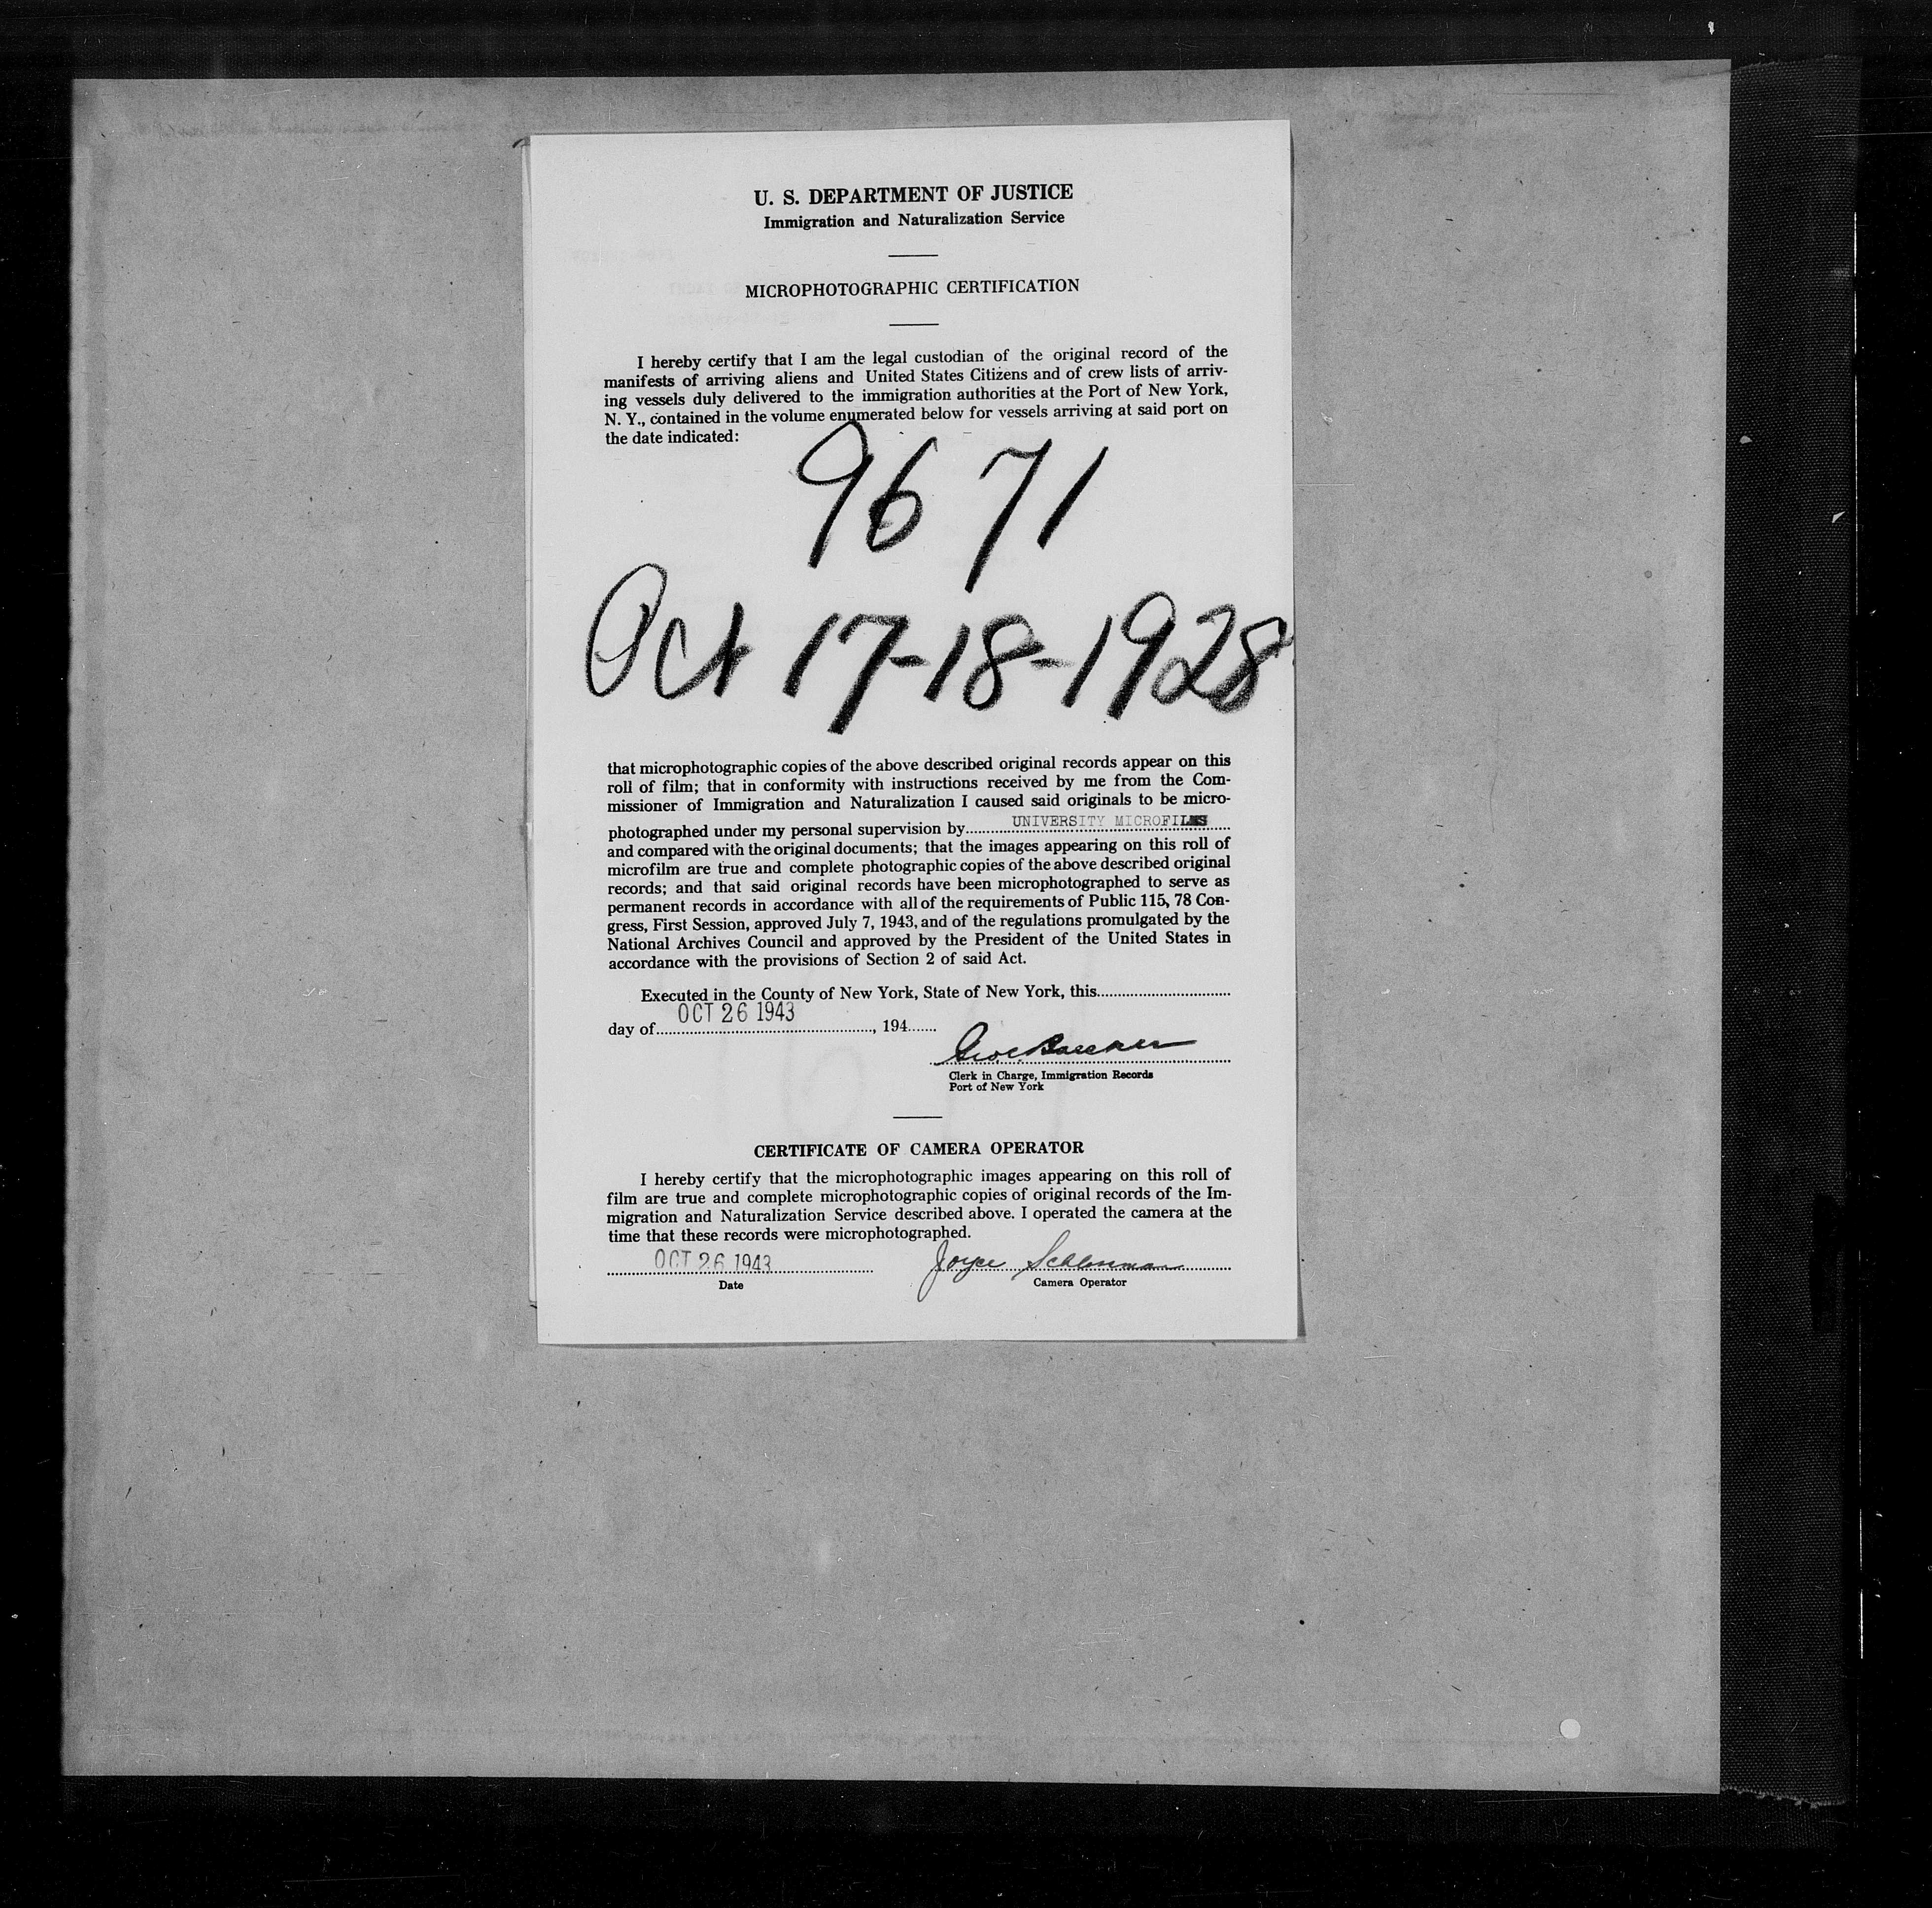 U. S. DEPARTMENT OF JUSTICE
Immigration and Naturalization Service
MICROPHOTOGRAPHIC CERTIFICATION
I hereby certify that I am the legal custodian of the original record of the
manifests of arriving aliens and United States Citizens and of crew lists of arriv-
ing vessels duly delivered to the immigration authorities at the Port of New York,
N. Y., contained in the volume enumerated below for vessels arriving at said port on
the date indicated:
9671
Oct 17-18-1928
that microphotographic copies of the above described original records appear on this
roll of film; that in conformity with instructions received by me from the Com-
missioner of Immigration and Naturalization I caused said originals to be micro-
photographed under my personal supervision by UNIVERSITY MICROFILMS
and compared with the original documents; that the images appearing on this roll of
microfilm are true and complete photographic copies of the above described original
records; and that said original records have been microphotographed to serve as
permanent records in accordance with all of the requirements of Public 115, 78 Con-
gress, First Session, approved July 7, 1943, and of the regulations promulgated by the
National Archives Council and approved by the President of the United States in
accordance with the provisions of Section 2 of said Act.
Executed in the County of New York, State of New York, this
day of OCT 26 1943, 194
Clerk in Charge, Immigration Records
Port of New York
CERTIFICATE OF CAMERA OPERATOR
I hereby certify that the microphotographic images appearing on this roll of
film are true and complete microphotographic copies of original records of the Im-
migration and Naturalization Service described above. I operated the camera at the
time that these records were microphotographed.
OCT 26 1943 Joyce
Date Camera Operator